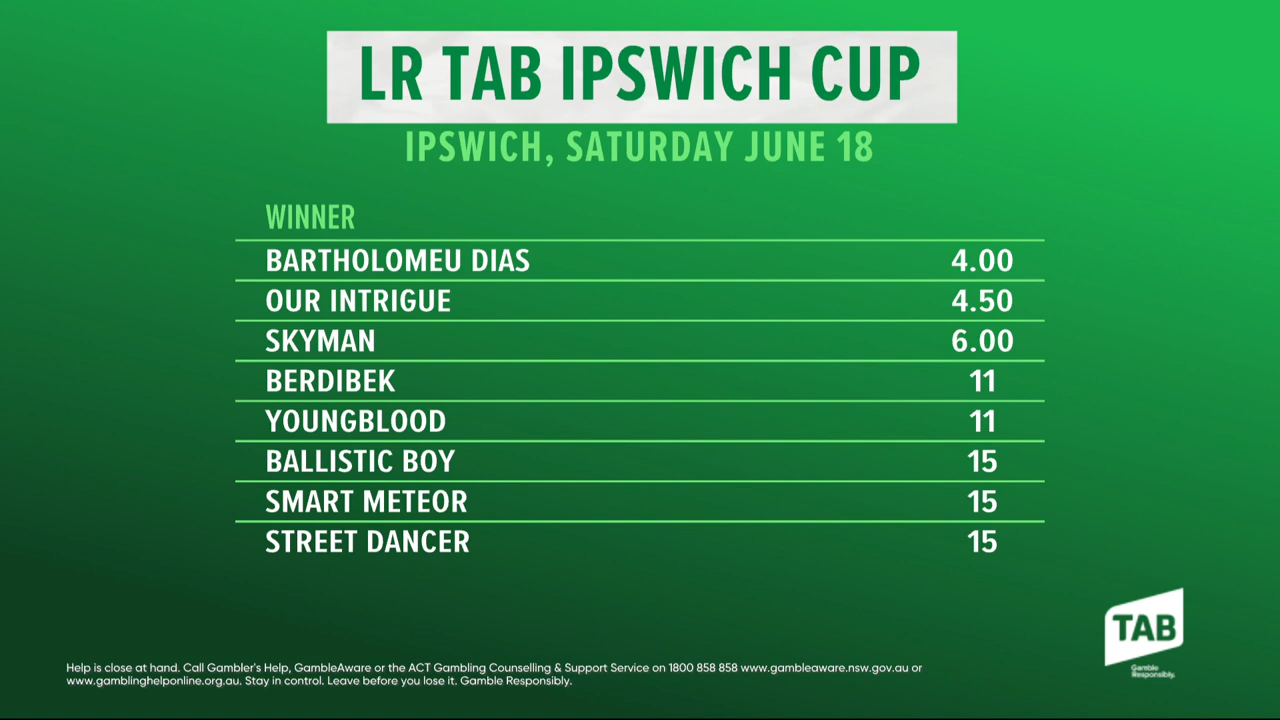 LR TAB IPSWICH CUP
IPSWICH, SATURDAY JUNE 18
WINNER
BARTHOLOMEU DIAS 4.00
OUR INTRIGUE 4.50
SKYMAN 6.00
BERDIBEK 11
YOUNGBLOOD 11
BALLISTIC BOY 15
SMART METEOR 15
STREET DANCER 15
TAB
Gamble
Responsibly.
Help is close at hand. Call Gambler's Help, GambleAware or the ACT Gambling Counselling & Support Service on 1800 858 858 www.gambleaware.nsw.gov.au or
www.gamblinghelponline.org.au. Stay in control. Leave before you lose it. Gamble Responsibly.